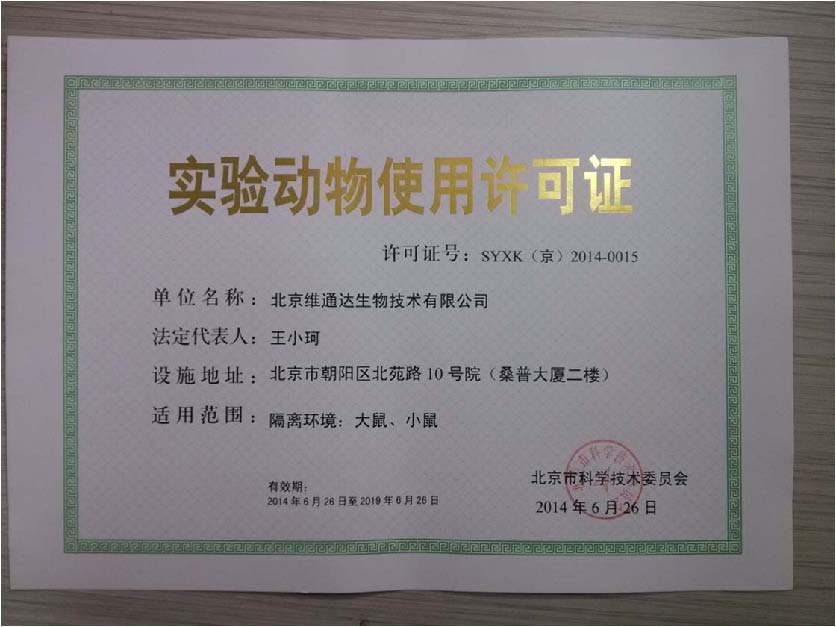 实验动物使用许可证
许可证号：SYXK（京）2014-0015
单位名称：北京维通达生物技术有限公司
法定代表人：王小珂
设施地址：北京市朝阳区北苑路10号院（桑普大厦二楼）
适用范围：隔离环境：大鼠、小鼠
有效期：
2014年6月26日至2019年6月26日
北京市科学技术委员会
2014年6月26日